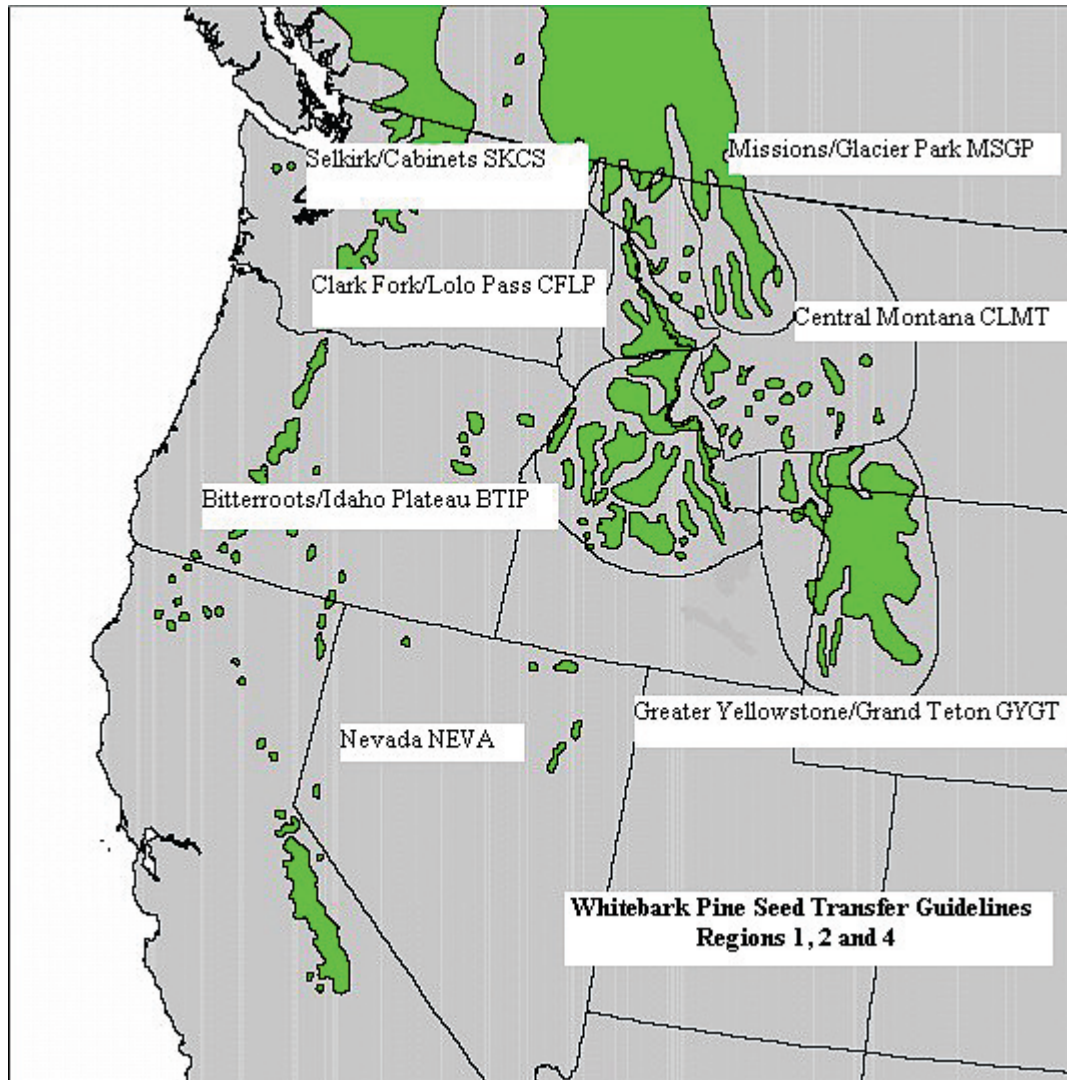 Missions/Glacier Park MSGP
Selkirk/Cabinets SKCS
Clark Fork/Lolo Pass CFLP
Central Montana CLMT
Bitterroots/Idaho Plateau BTIP
Greater Yellowstone/Grand Teton GYGT
Nevada NEVA
Whitebark Pine Seed Transfer Guidelines
Regions 1, 2 and 4